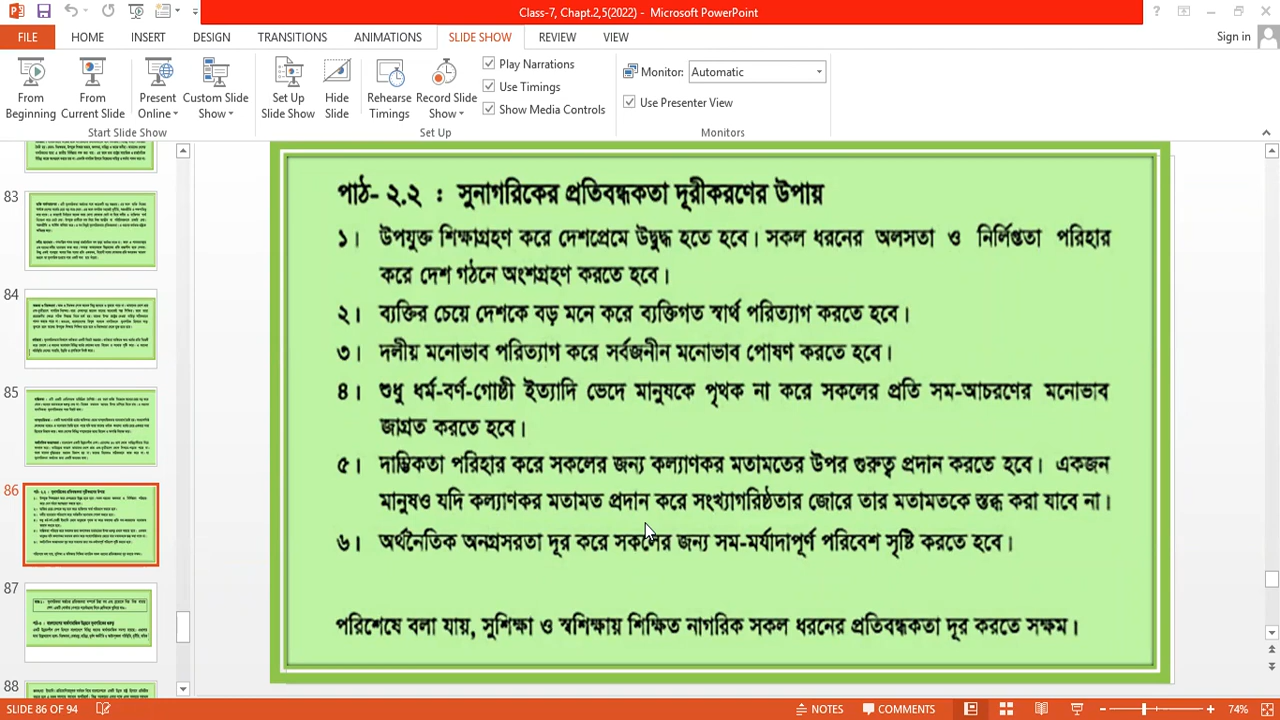 Class-7, Chapt.2,5(2022) - Microsoft PowerPoint
FILE HOME INSERT DESIGN TRANSITIONS ANIMATIONS SLIDE SHOW REVIEW VIEW Sign in
From Beginning
From Current Slide
Present Online
Custom Slide Show
Set Up Slide Show
Hide Slide
Rehearse Timings
Record Slide Show
Play Narrations
Use Timings
Show Media Controls
Monitor: Automatic
Use Presenter View
Start Slide Show Set Up Monitors
83
84
85
86
87
88
পাঠ- ২.২ : সুনাগরিকের প্রতিবন্ধকতা দূরীকরণের উপায়
১। উপযুক্ত শিক্ষাগ্রহণ করে দেশপ্রেমে উদ্বুদ্ধ হতে হবে। সকল ধরনের অলসতা ও নির্লিপ্ততা পরিহার
করে দেশ গঠনে অংশগ্রহণ করতে হবে।
২। ব্যক্তির চেয়ে দেশকে বড় মনে করে ব্যক্তিগত স্বার্থ পরিত্যাগ করতে হবে।
৩। দলীয় মনোভাব পরিত্যাগ করে সর্বজনীন মনোভাব পোষণ করতে হবে।
৪। শুধু ধর্ম-বর্ণ-গোষ্ঠী ইত্যাদি ভেদে মানুষকে পৃথক না করে সকলের প্রতি সম-আচরণের মনোভাব
জাগ্রত করতে হবে।
৫। দাম্ভিকতা পরিহার করে সকলের জন্য কল্যাণকর মতামতের উপর গুরুত্ব প্রদান করতে হবে। একজন
মানুষও যদি কল্যাণকর মতামত প্রদান করে সংখ্যাগরিষ্ঠতার জোরে তার মতামতকে স্তব্ধ করা যাবে না।
৬। অর্থনৈতিক অনগ্রসরতা দূর করে সকলের জন্য সম-মর্যাদাপূর্ণ পরিবেশ সৃষ্টি করতে হবে।
পরিশেষে বলা যায়, সুশিক্ষা ও স্বশিক্ষায় শিক্ষিত নাগরিক সকল ধরনের প্রতিবন্ধকতা দূর করতে সক্ষম।
SLIDE 86 OF 94 NOTES COMMENTS 74%